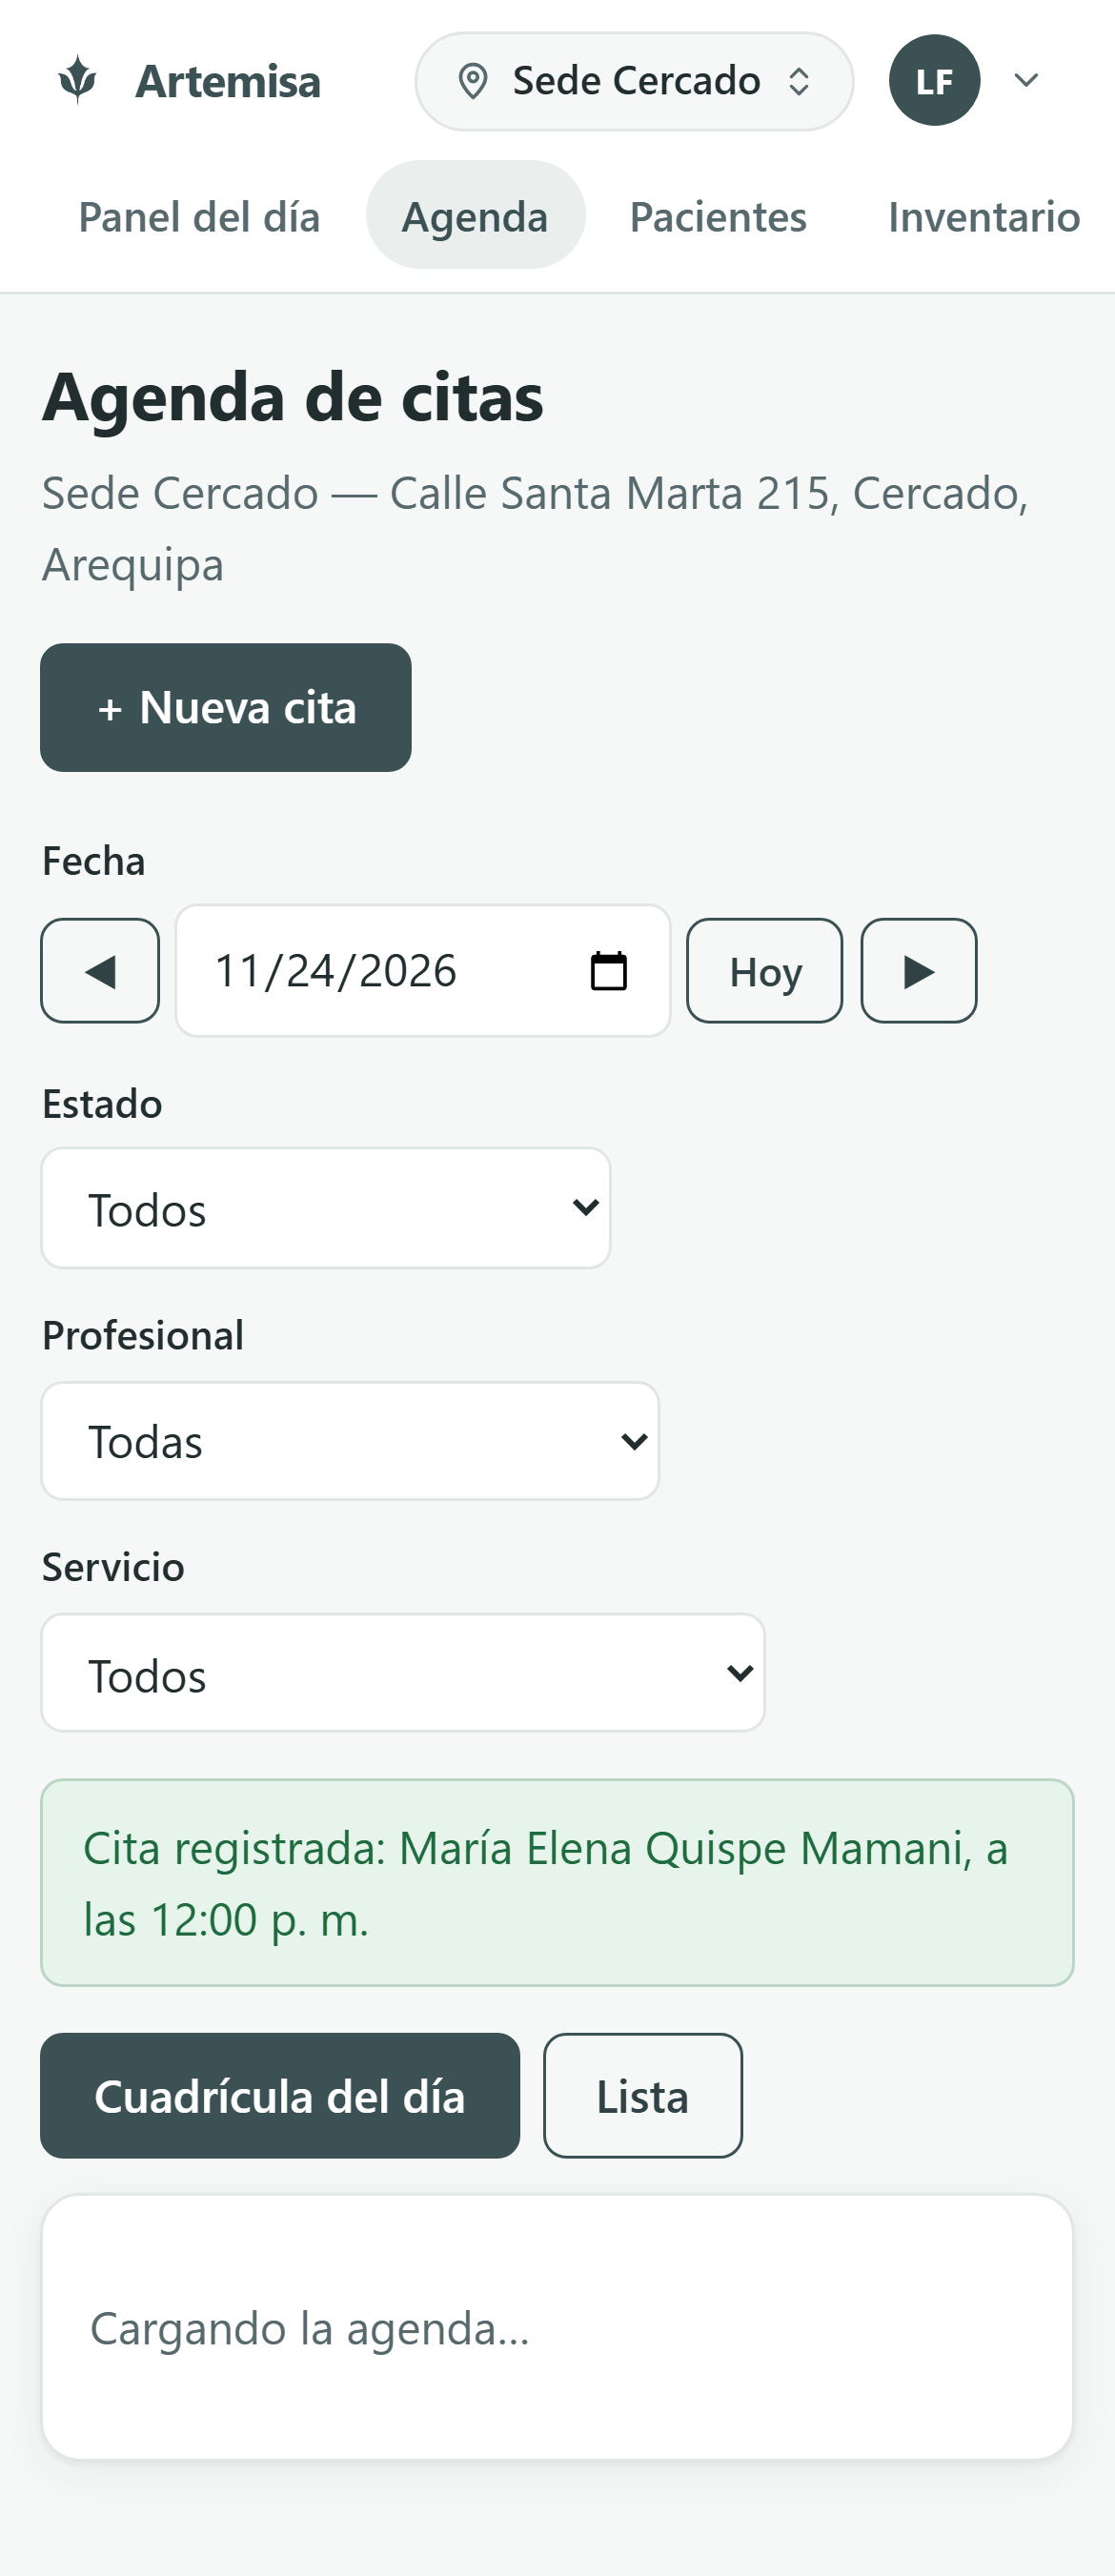 Artemisa
Sede Cercado
LF
Panel del día
Agenda
Pacientes
Inventario
Agenda de citas
Sede Cercado — Calle Santa Marta 215, Cercado,
Arequipa
+ Nueva cita
Fecha
◀
11/24/2026
Hoy
▶
Estado
Todos
Profesional
Todas
Servicio
Todos
Cita registrada: María Elena Quispe Mamani, a
las 12:00 p. m.
Cuadrícula del día
Lista
Cargando la agenda...